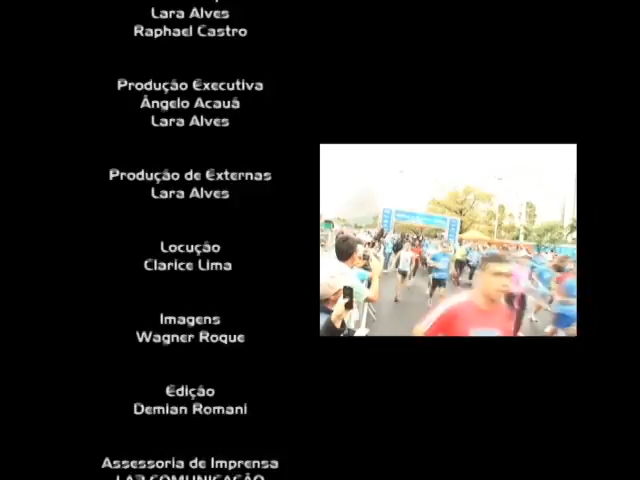 Lara Alves
Raphael Castro
Produção Executiva
Ângelo Acauã
Lara Alves
Produção de Externas
Lara Alves
Locução
Clarice Lima
Imagens
Wagner Roque
Edição
Demian Romani
Assessoria de Imprensa